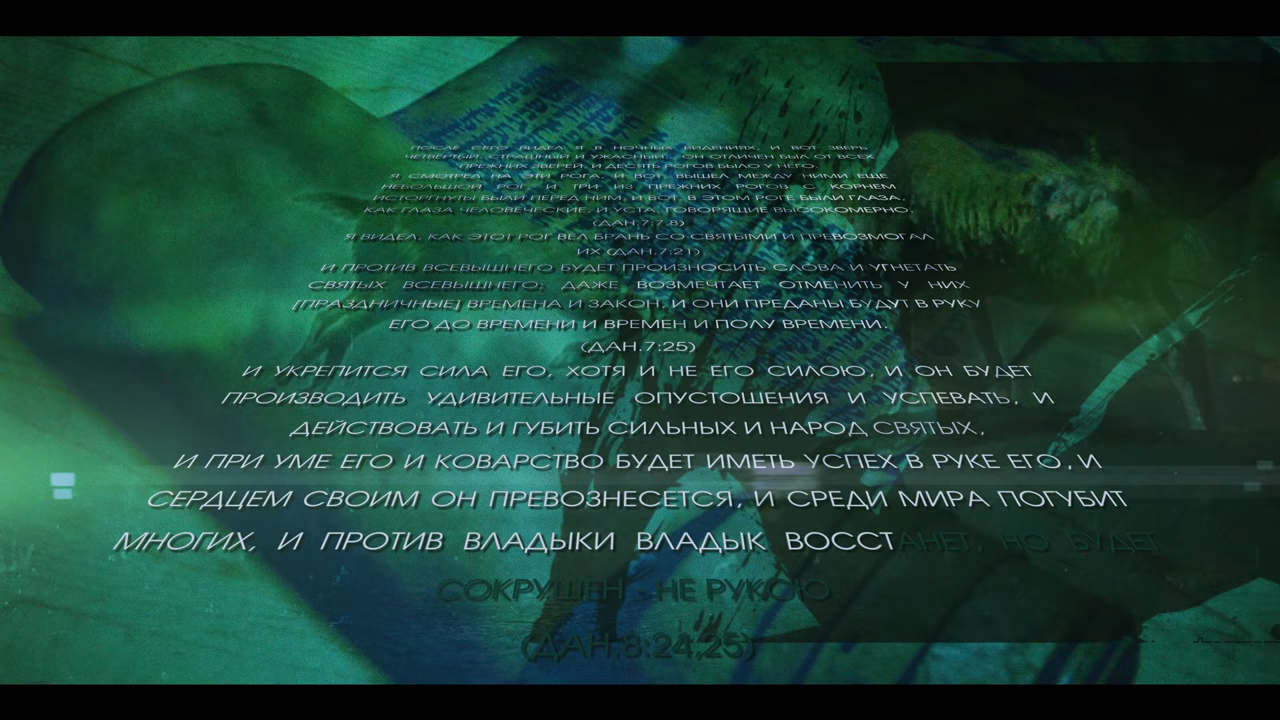 ПОСЛЕ СЕГО ВИДЕЛ Я В НОЧНЫХ ВИДЕНИЯХ, И ВОТ ЗВЕРЬ
ЧЕТВЕРТЫЙ, СТРАШНЫЙ И УЖАСНЫЙ. ОН ОТЛИЧЕН БЫЛ ОТ ВСЕХ
ПРЕЖНИХ ЗВЕРЕЙ, И ДЕСЯТЬ РОГОВ БЫЛО У НЕГО.
Я СМОТРЕЛ НА ЭТИ РОГА, И ВОТ, ВЫШЕЛ МЕЖДУ НИМИ ЕЩЕ
НЕБОЛЬШОЙ РОГ, И ТРИ ИЗ ПРЕЖНИХ РОГОВ С КОРНЕМ
ИСТОРГНУТЫ БЫЛИ ПЕРЕД НИМ, И ВОТ, В ЭТОМ РОГЕ БЫЛИ ГЛАЗА,
КАК ГЛАЗА ЧЕЛОВЕЧЕСКИЕ, И УСТА, ГОВОРЯЩИЕ ВЫСОКОМЕРНО.
(ДАН.7:7,8)
Я ВИДЕЛ, КАК ЭТОТ РОГ ВЕЛ БРАНЬ СО СВЯТЫМИ И ПРЕВОЗМОГАЛ
ИХ (ДАН.7:21)
И ПРОТИВ ВСЕВЫШНЕГО БУДЕТ ПРОИЗНОСИТЬ СЛОВА И УГНЕТАТЬ
СВЯТЫХ ВСЕВЫШНЕГО; ДАЖЕ ВОЗМЕЧТАЕТ ОТМЕНИТЬ У НИХ
[ПРАЗДНИЧНЫЕ] ВРЕМЕНА И ЗАКОН, И ОНИ ПРЕДАНЫ БУДУТ В РУКУ
ЕГО ДО ВРЕМЕНИ И ВРЕМЕН И ПОЛУ ВРЕМЕНИ.
(ДАН.7:25)
И УКРЕПИТСЯ СИЛА ЕГО, ХОТЯ И НЕ ЕГО СИЛОЮ, И ОН БУДЕТ
ПРОИЗВОДИТЬ УДИВИТЕЛЬНЫЕ ОПУСТОШЕНИЯ И УСПЕВАТЬ, И
ДЕЙСТВОВАТЬ И ГУБИТЬ СИЛЬНЫХ И НАРОД СВЯТЫХ,
И ПРИ УМЕ ЕГО И КОВАРСТВО БУДЕТ ИМЕТЬ УСПЕХ В РУКЕ ЕГО, И
СЕРДЦЕМ СВОИМ ОН ПРЕВОЗНЕСЕТСЯ, И СРЕДИ МИРА ПОГУБИТ
МНОГИХ, И ПРОТИВ ВЛАДЫКИ ВЛАДЫК ВОССТАНЕТ, НО БУДЕТ
СОКРУШЕН - НЕ РУКОЮ
(ДАН.8:24,25)